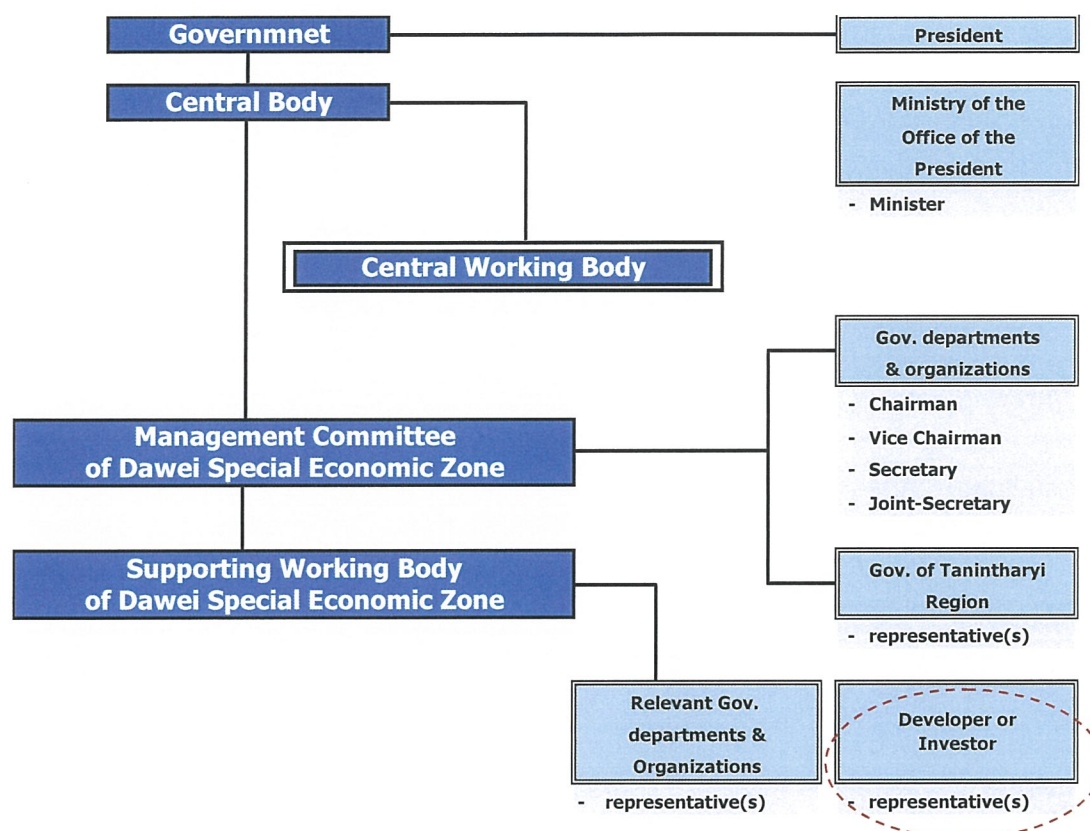 Governmnet
President
Central Body
Ministry of the
Office of the
President
- Minister
Central Working Body
Gov. departments
& organizations
- Chairman
- Vice Chairman
- Secretary
- Joint-Secretary
Management Committee
of Dawei Special Economic Zone
Supporting Working Body
of Dawei Special Economic Zone
Gov. of Tanintharyi
Region
- representative(s)
Relevant Gov.
departments &
Organizations
- representative(s)
Developer or
Investor
- representative(s)